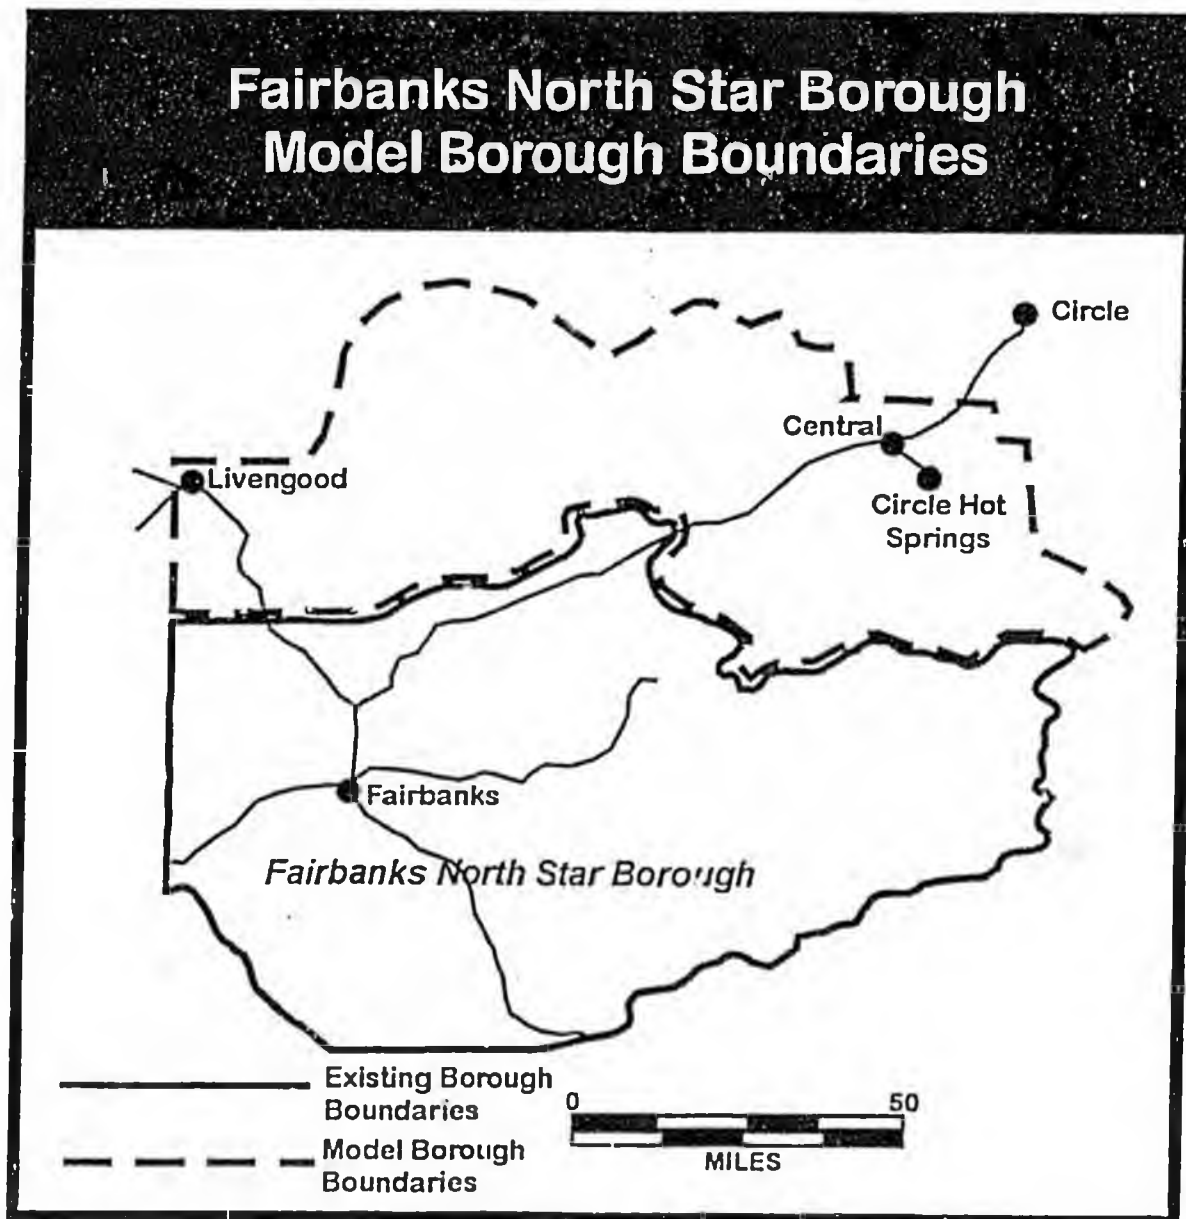 Fairbanks North Star Borough
Model Borough Boundaries
Circle
Central
Livengood
Circle Hot
Springs
Fairbanks
Fairbanks North Star Borough
Existing Borough
Boundaries
0 50
Model Borough
Boundaries
MILES